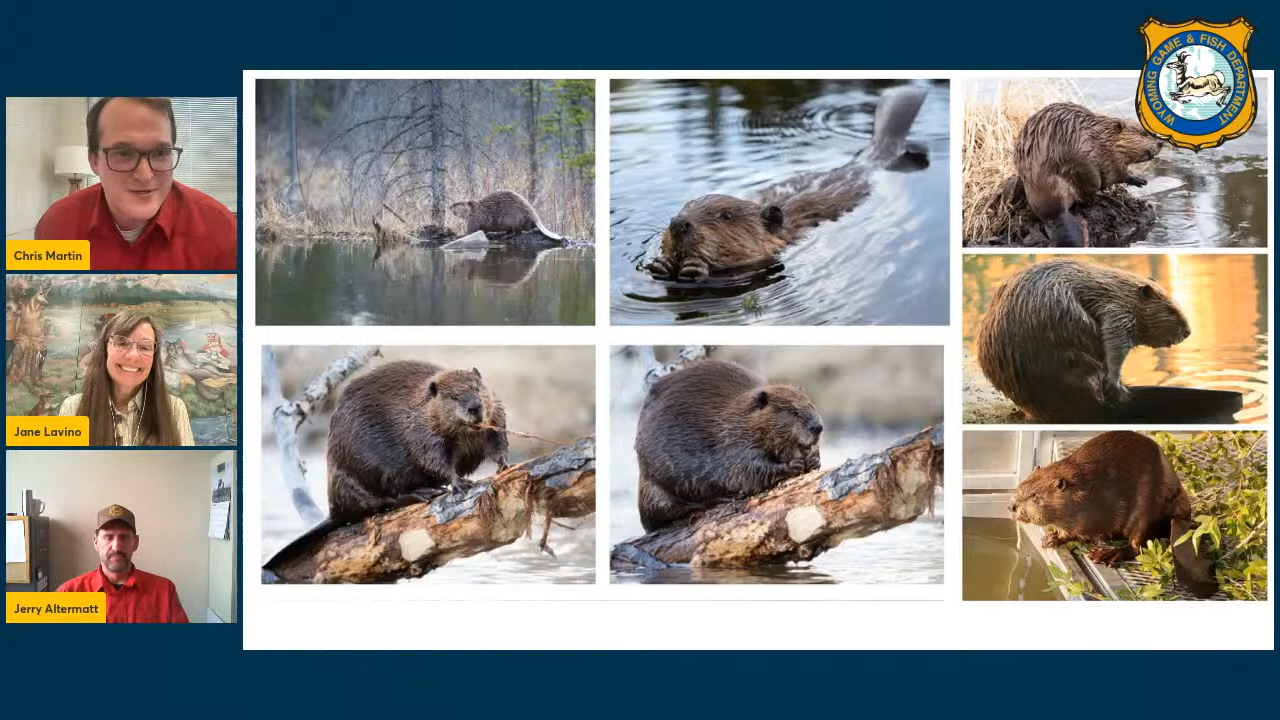 WYOMING GAME & FISH DEPARTMENT
Chris Martin
Jane Lavino
Jerry Altermatt